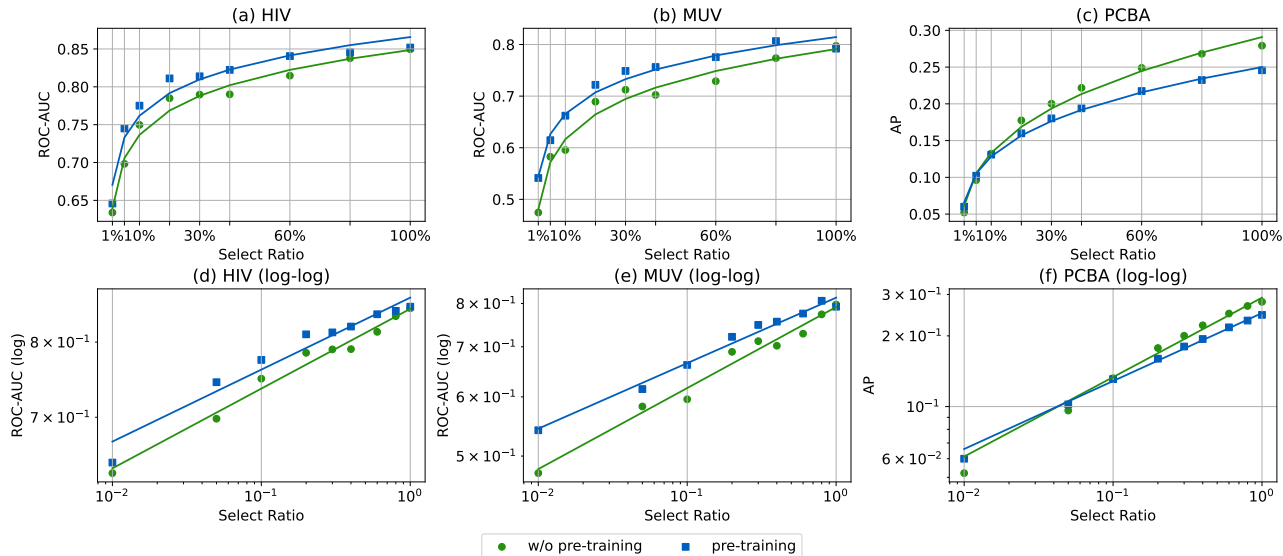 (a) HIV
ROC-AUC
0.85
0.80
0.75
0.70
0.65
1% 10% 30% 60% 100%
Select Ratio
(b) MUV
ROC-AUC
0.8
0.7
0.6
0.5
1% 10% 30% 60% 100%
Select Ratio
(c) PCBA
AP
0.30
0.25
0.20
0.15
0.10
0.05
1% 10% 30% 60% 100%
Select Ratio
(d) HIV (log-log)
ROC-AUC (log)
8 × 10⁻¹
7 × 10⁻¹
10⁻² 10⁻¹ 10⁰
Select Ratio
(e) MUV (log-log)
ROC-AUC (log)
8 × 10⁻¹
7 × 10⁻¹
6 × 10⁻¹
5 × 10⁻¹
10⁻² 10⁻¹ 10⁰
Select Ratio
(f) PCBA (log-log)
AP
3 × 10⁻¹
2 × 10⁻¹
10⁻¹
6 × 10⁻²
10⁻² 10⁻¹ 10⁰
Select Ratio
w/o pre-training pre-training